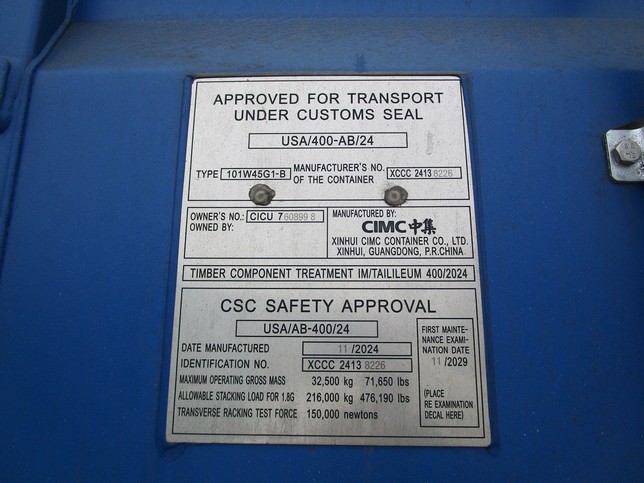 APPROVED FOR TRANSPORT
UNDER CUSTOMS SEAL
USA/400-AB/24
TYPE 101W45G1-B MANUFACTURER'S NO. OF THE CONTAINER XCCC 2413 8226
OWNER'S NO.: CICU 7 60899 8
OWNED BY:
MANUFACTURED BY:
CIMC 中集
XINHUI CIMC CONTAINER CO., LTD.
XINHUI, GUANGDONG, P.R.CHINA
TIMBER COMPONENT TREATMENT IM/TAILILEUM 400/2024
CSC SAFETY APPROVAL
USA/AB-400/24
DATE MANUFACTURED 11 /2024
IDENTIFICATION NO. XCCC 2413 8226
MAXIMUM OPERATING GROSS MASS 32,500 kg 71,650 lbs
ALLOWABLE STACKING LOAD FOR 1.8G 216,000 kg 476,190 lbs
TRANSVERSE RACKING TEST FORCE 150,000 newtons
FIRST MAINTE-
NANCE EXAMI-
NATION DATE
11 /2029
(PLACE
RE EXAMINATION
DECAL HERE)